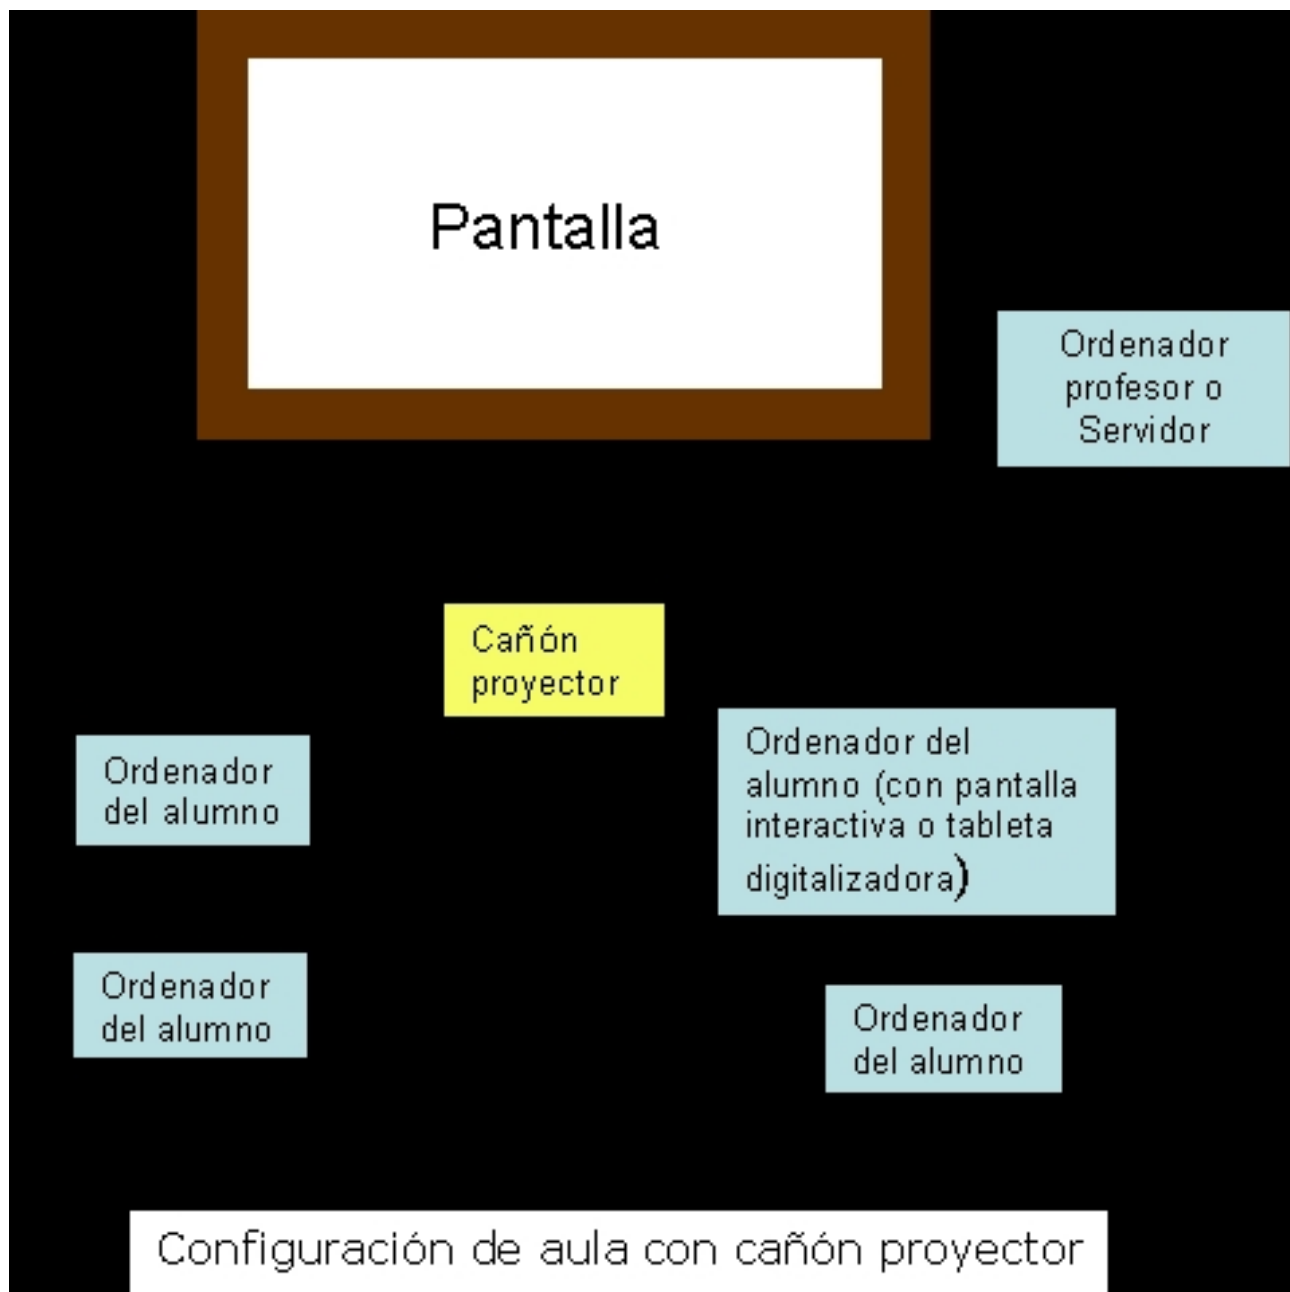 Pantalla
Ordenador
profesor o
Servidor
Cañón
proyector
Ordenador
del alumno
Ordenador del
alumno (con pantalla
interactiva o tableta
digitalizadora)
Ordenador
del alumno
Ordenador
del alumno
Configuración de aula con cañón proyector